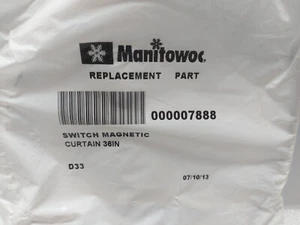 Manitowoc
REPLACEMENT PART
000007888
SWITCH MAGNETIC
CURTAIN 36IN
D33
07/10/13